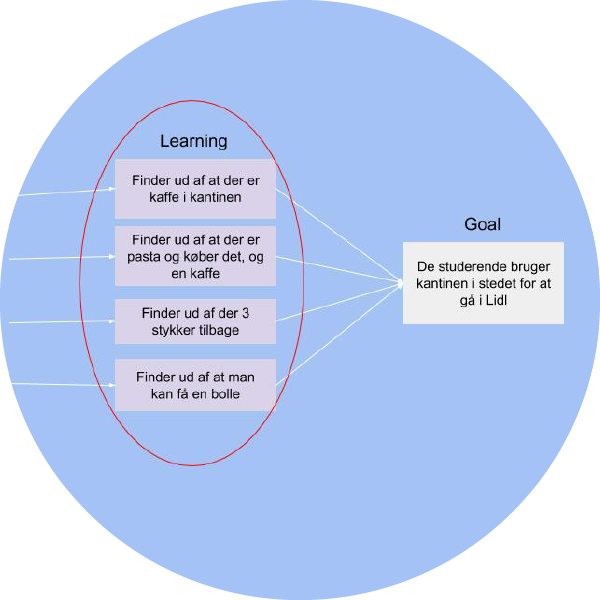 Learning
Finder ud af at der er
kaffe i kantinen
Finder ud af at der er
pasta og køber det, og
en kaffe
Finder ud af der 3
stykker tilbage
Finder ud af at man
kan få en bolle
Goal
De studerende bruger
kantinen i stedet for at
gå i Lidl